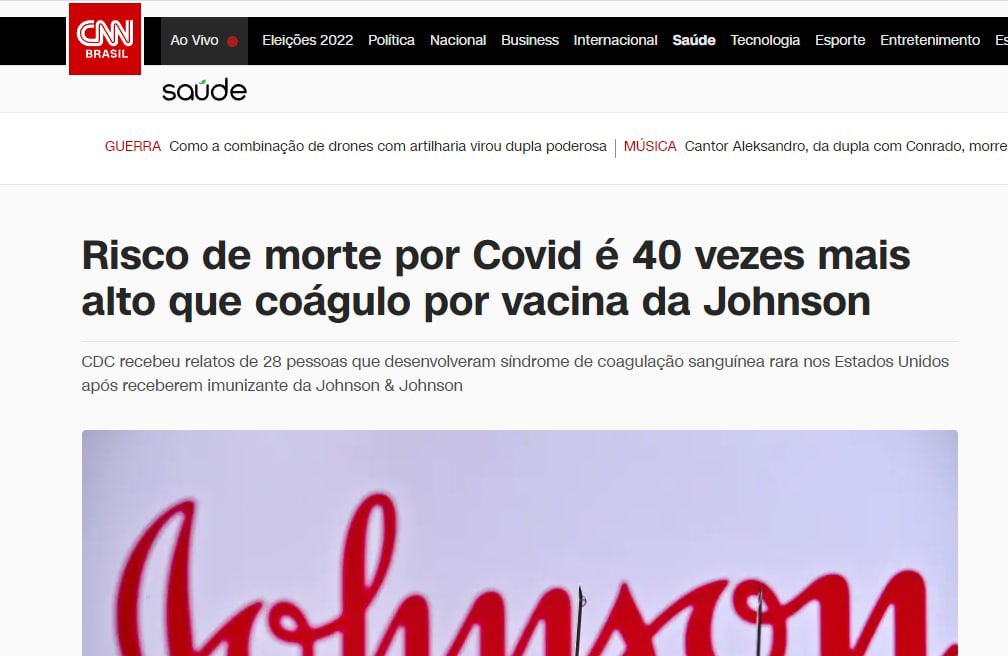 CNN
BRASIL
Ao Vivo Eleições 2022 Política Nacional Business Internacional Saúde Tecnologia Esporte Entretenimento Es
saúde
GUERRA Como a combinação de drones com artilharia virou dupla poderosa | MÚSICA Cantor Aleksandro, da dupla com Conrado, morre
Risco de morte por Covid é 40 vezes mais
alto que coágulo por vacina da Johnson
CDC recebeu relatos de 28 pessoas que desenvolveram síndrome de coagulação sanguínea rara nos Estados Unidos
após receberem imunizante da Johnson & Johnson
Johnson